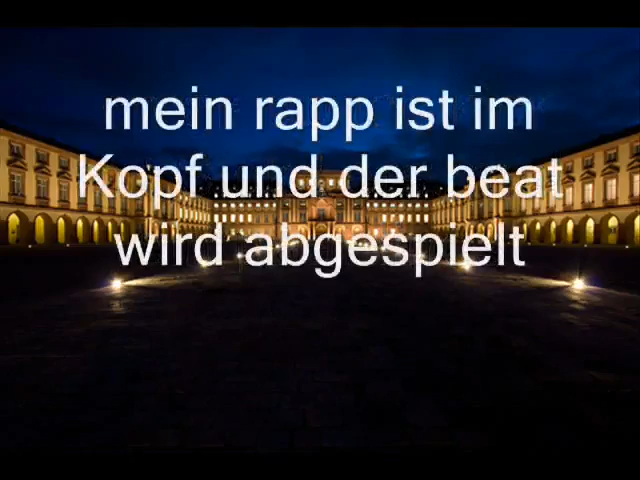 mein rapp ist im
Kopf und der beat
wird abgespielt